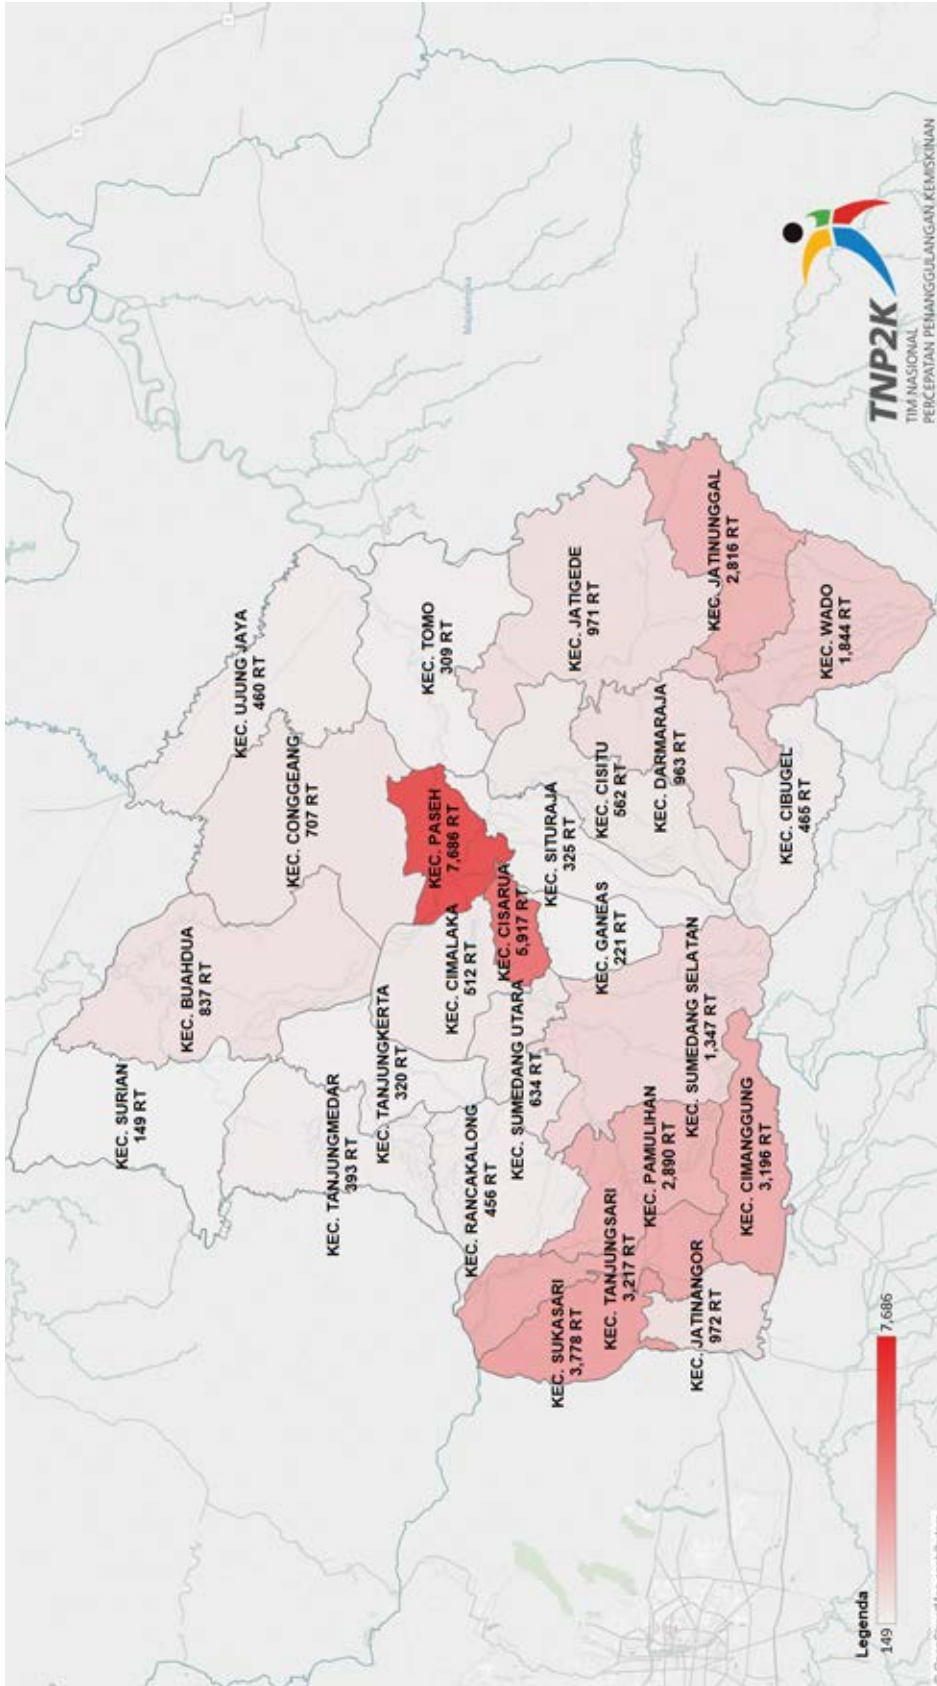 KEC. SURIAN
149 RT
KEC. BUAHDUA
837 RT
KEC. UJUNG JAYA
460 RT
KEC. CONGGEANG
707 RT
KEC. TANJUNGMEDAR
393 RT
KEC. TANJUNGKERTA
320 RT
KEC. PASEH
7,686 RT
KEC. TOMO
309 RT
KEC. CIMALAKA
512 RT
KEC. RANCAKALONG
456 RT
KEC. CISARUA
5,917 RT
KEC. SUMEDANG UTARA
634 RT
KEC. SITURAJA
325 RT
KEC. JATIGEDE
971 RT
KEC. SUKASARI
3,778 RT
KEC. GANEAS
221 RT
KEC. CISITU
562 RT
KEC. TANJUNGSARI
3,217 RT
KEC. PAMULIHAN
2,890 RT
KEC. DARMARAJA
963 RT
KEC. SUMEDANG SELATAN
1,347 RT
KEC. JATINUNGGAL
2,816 RT
KEC. JATINANGOR
972 RT
KEC. CIMANGGUNG
3,196 RT
KEC. CIBUGEL
465 RT
KEC. WADO
1,844 RT
Majalengka
Legenda
149
7,686
TNP2K
TIM NASIONAL
PERCEPATAN PENANGGULANGAN KEMISKINAN